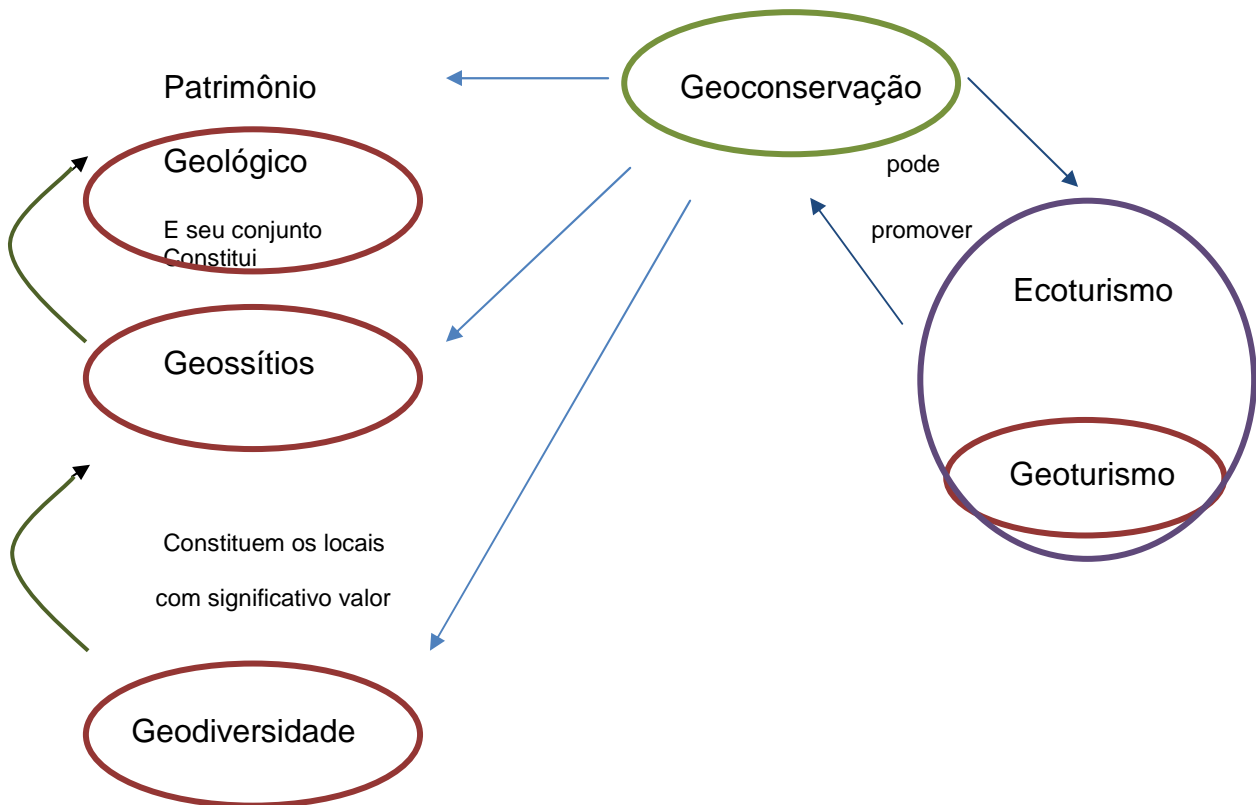 Patrimônio
Geológico
E seu conjunto
Constitui
Geossítios
Constituem os locais
com significativo valor
Geodiversidade
Geoconservação
pode
promover
Ecoturismo
Geoturismo